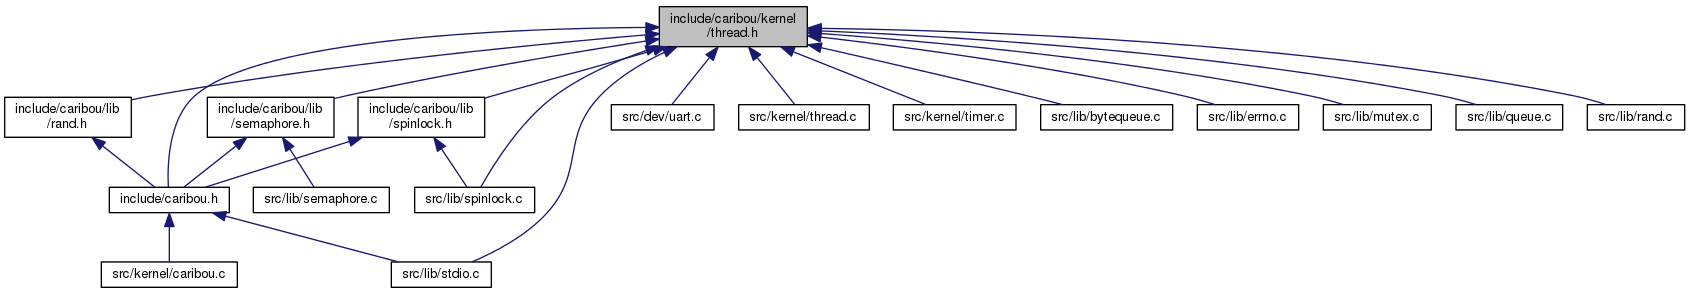 include/caribou/kernel
/thread.h
include/caribou/lib
/rand.h
include/caribou/lib
/semaphore.h
include/caribou/lib
/spinlock.h
src/dev/uart.c
src/kernel/thread.c
src/kernel/timer.c
src/lib/bytequeue.c
src/lib/errno.c
src/lib/mutex.c
src/lib/queue.c
src/lib/rand.c
include/caribou.h
src/lib/semaphore.c
src/lib/spinlock.c
src/kernel/caribou.c
src/lib/stdio.c